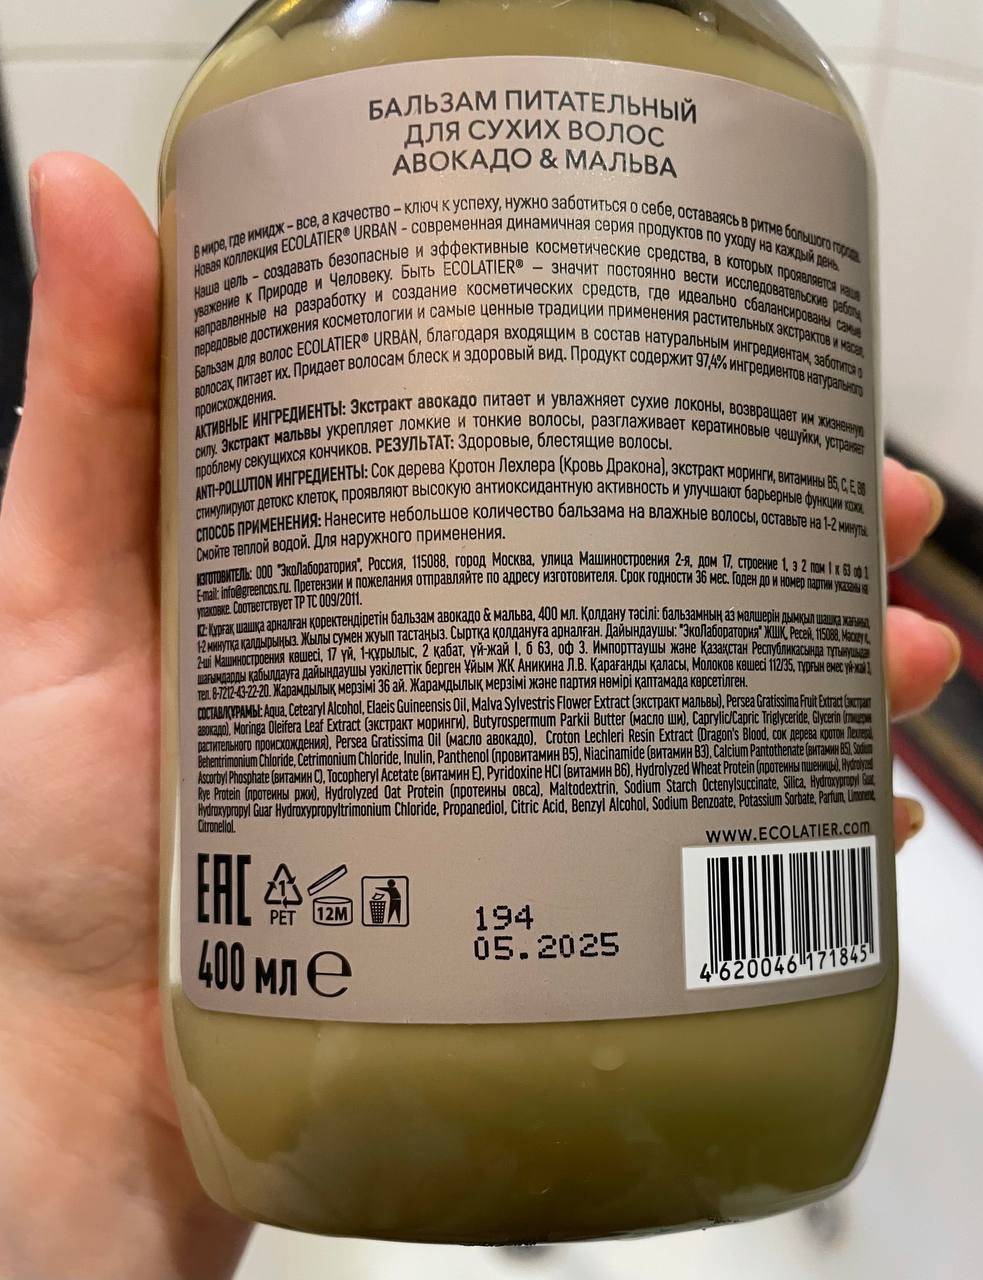 БАЛЬЗАМ ПИТАТЕЛЬНЫЙ
ДЛЯ СУХИХ ВОЛОС
АВОКАДО & МАЛЬВА
В мире, где имидж – все, а качество – ключ к успеху, нужно заботиться о себе, оставаясь в ритме большого города.
Новая коллекция ECOLATIER® URBAN - современная динамичная серия продуктов по уходу на каждый день.
Наша цель – создавать безопасные и эффективные косметические средства, в которых проявляется наше
уважение к Природе и Человеку. Быть ECOLATIER® – значит постоянно вести исследовательские работы,
направленные на разработку и создание косметических средств, где идеально сбалансированы самые
передовые достижения косметологии и самые ценные традиции применения растительных экстрактов и масел.
Бальзам для волос ECOLATIER® URBAN, благодаря входящим в состав натуральным ингредиентам, заботится о
волосах, питает их. Придает волосам блеск и здоровый вид. Продукт содержит 97,4% ингредиентов натурального
происхождения.
АКТИВНЫЕ ИНГРЕДИЕНТЫ: Экстракт авокадо питает и увлажняет сухие локоны, возвращает им жизненную
силу. Экстракт мальвы укрепляет ломкие и тонкие волосы, разглаживает кератиновые чешуйки, устраняет
проблему секущихся кончиков. РЕЗУЛЬТАТ: Здоровые, блестящие волосы.
ANTI-POLLUTION ИНГРЕДИЕНТЫ: Сок дерева Кротон Лехлера (Кровь Дракона), экстракт моринги, витамины B5, C, E, B6
стимулируют детокс клеток, проявляют высокую антиоксидантную активность и улучшают барьерные функции кожи.
СПОСОБ ПРИМЕНЕНИЯ: Нанесите небольшое количество бальзама на влажные волосы, оставьте на 1-2 минуты.
Смойте теплой водой. Для наружного применения.
ИЗГОТОВИТЕЛЬ: ООО "ЭкоЛаборатория", Россия, 115088, город Москва, улица Машиностроения 2-я, дом 17, строение 1, э 2 пом I к 63 оф 3.
E-mail: info@greencos.ru. Претензии и пожелания отправляйте по адресу изготовителя. Срок годности 36 мес. Годен до и номер партии указаны на
упаковке. Соответствует ТР ТС 009/2011.
KZ: Құрғақ шашқа арналған қоректендіретін бальзам авокадо & мальва, 400 мл. Қолдану тәсілі: бальзамның аз мөлшерін дымқыл шашқа жағыңыз,
1-2 минутқа қалдырыңыз. Жылы сумен жуып тастаңыз. Сыртқа қолдануға арналған. Дайындаушы: "ЭкоЛаборатория" ЖШҚ, Ресей, 115088, Мәскеу қ.,
2-ші Машиностроения көшесі, 17 үй, 1-құрылыс, 2 қабат, үй-жай I, б 63, оф 3. Импорттаушы және Қазақстан Республикасында тұтынушылардан
шағымдарды қабылдауға дайындаушы уәкілеттік берген Ұйым ЖК Аникина Л.В. Қарағанды қаласы, Молоков көшесі 112/35, тұрғын емес үй-жай 3,
тел. 8-7212-43-22-20. Жарамдылық мерзімі 36 ай. Жарамдылық мерзімі және партия нөмірі қаптамада көрсетілген.
СОСТАВ/ҚҰРАМЫ: Aqua, Cetearyl Alcohol, Elaeis Guineensis Oil, Malva Sylvestris Flower Extract (экстракт мальвы), Persea Gratissima Fruit Extract (экстракт
авокадо), Moringa Oleifera Leaf Extract (экстракт моринги), Butyrospermum Parkii Butter (масло ши), Caprylic/Capric Triglyceride, Glycerin (глицерин
растительного происхождения), Persea Gratissima Oil (масло авокадо), Croton Lechleri Resin Extract (Dragon's Blood, сок дерева кротон Лехлера),
Behentrimonium Chloride, Cetrimonium Chloride, Inulin, Panthenol (провитамин B5), Niacinamide (витамин B3), Calcium Pantothenate (витамин B5), Sodium
Ascorbyl Phosphate (витамин C), Tocopheryl Acetate (витамин E), Pyridoxine HCl (витамин B6), Hydrolyzed Wheat Protein (протеины пшеницы), Hydrolyzed
Rye Protein (протеины ржи), Hydrolyzed Oat Protein (протеины овса), Maltodextrin, Sodium Starch Octenylsuccinate, Silica, Hydroxypropyl Guar,
Hydroxypropyl Guar Hydroxypropyltrimonium Chloride, Propanediol, Citric Acid, Benzyl Alcohol, Sodium Benzoate, Potassium Sorbate, Parfum, Limonene,
Citronellol.
WWW.ECOLATIER.com
EAC
1
PET
12M
194
05.2025
400 мл e
4 620046 171845